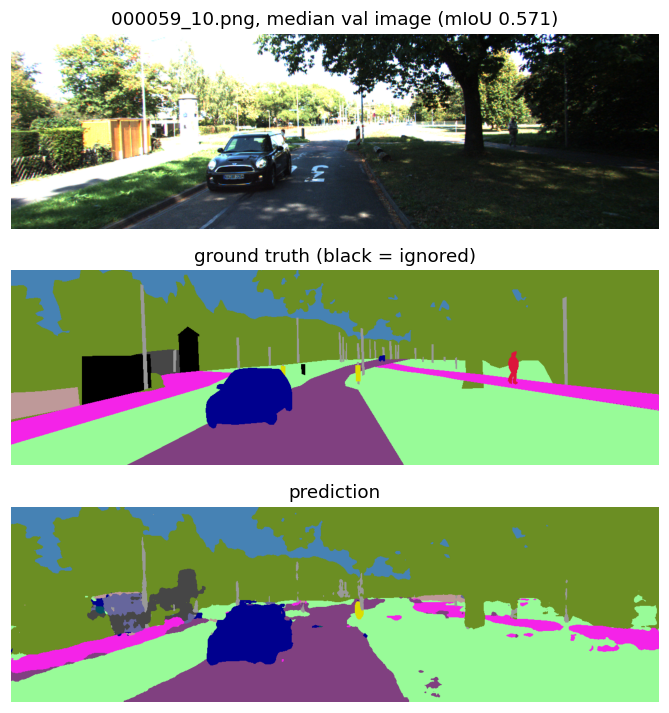 000059_10.png, median val image (mIoU 0.571)
ground truth (black = ignored)
prediction